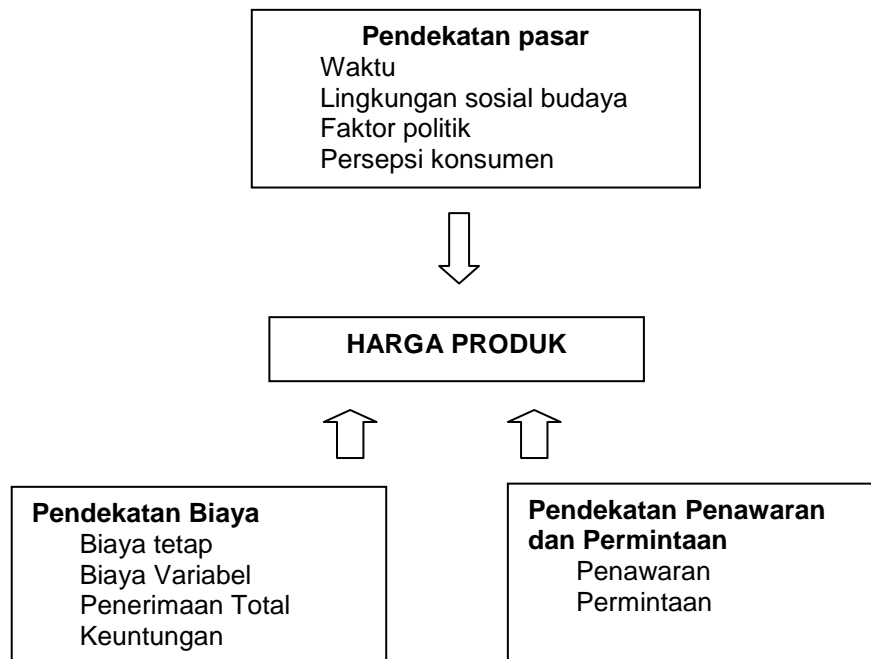 Pendekatan pasar
Waktu
Lingkungan sosial budaya
Faktor politik
Persepsi konsumen
HARGA PRODUK
Pendekatan Biaya
Biaya tetap
Biaya Variabel
Penerimaan Total
Keuntungan
Pendekatan Penawaran
dan Permintaan
Penawaran
Permintaan